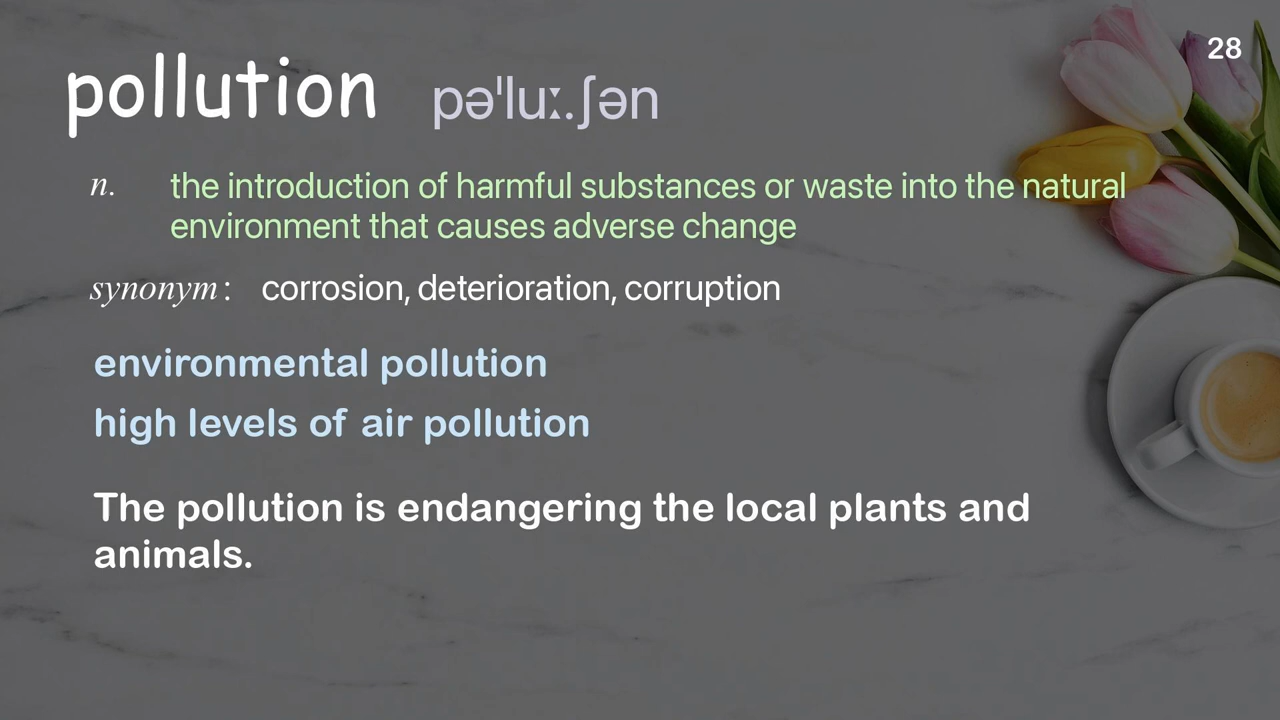 28
pollution pəˈluː.ʃən
n. the introduction of harmful substances or waste into the natural
environment that causes adverse change
synonym: corrosion, deterioration, corruption
environmental pollution
high levels of air pollution
The pollution is endangering the local plants and
animals.